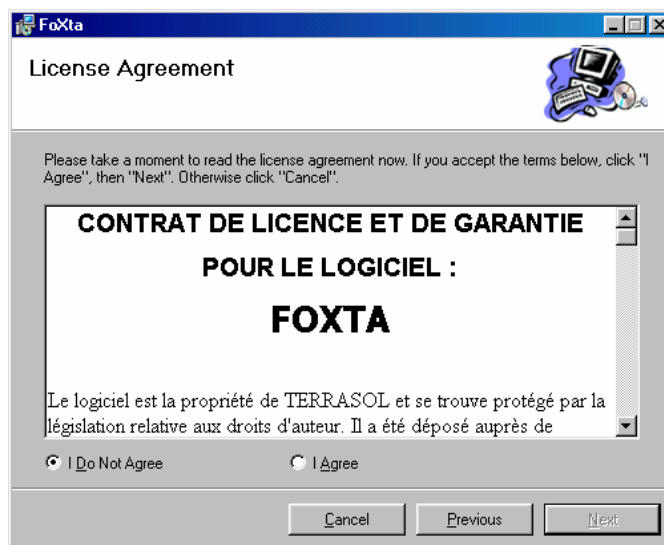 FoXta
License Agreement
Please take a moment to read the license agreement now. If you accept the terms below, click "I
Agree", then "Next". Otherwise click "Cancel".
CONTRAT DE LICENCE ET DE GARANTIE
POUR LE LOGICIEL :
FOXTA
Le logiciel est la propriété de TERRASOL et se trouve protégé par la
législation relative aux droits d'auteur. Il a été déposé auprès de
I Do Not Agree
I Agree
Cancel
Previous
Next